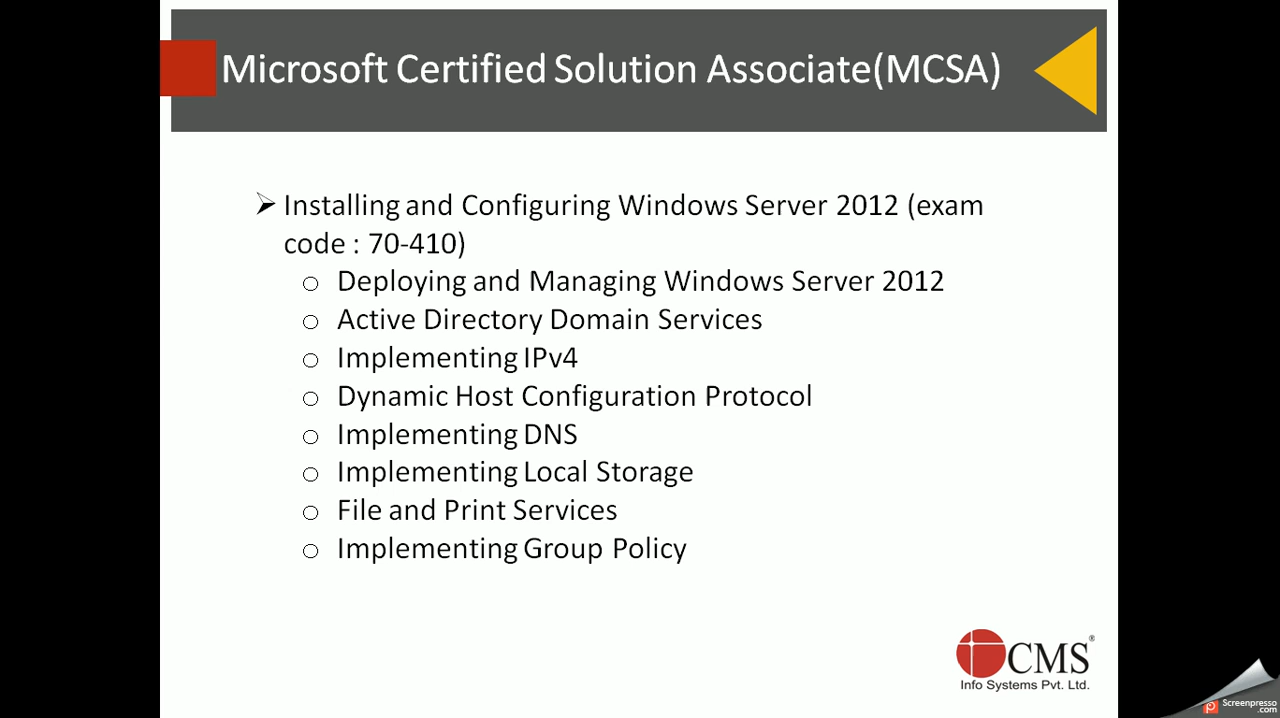 Microsoft Certified Solution Associate(MCSA)
➢ Installing and Configuring Windows Server 2012 (exam
code : 70-410)
o Deploying and Managing Windows Server 2012
o Active Directory Domain Services
o Implementing IPv4
o Dynamic Host Configuration Protocol
o Implementing DNS
o Implementing Local Storage
o File and Print Services
o Implementing Group Policy
CMS®
Info Systems Pvt. Ltd.
Screenpresso
.com